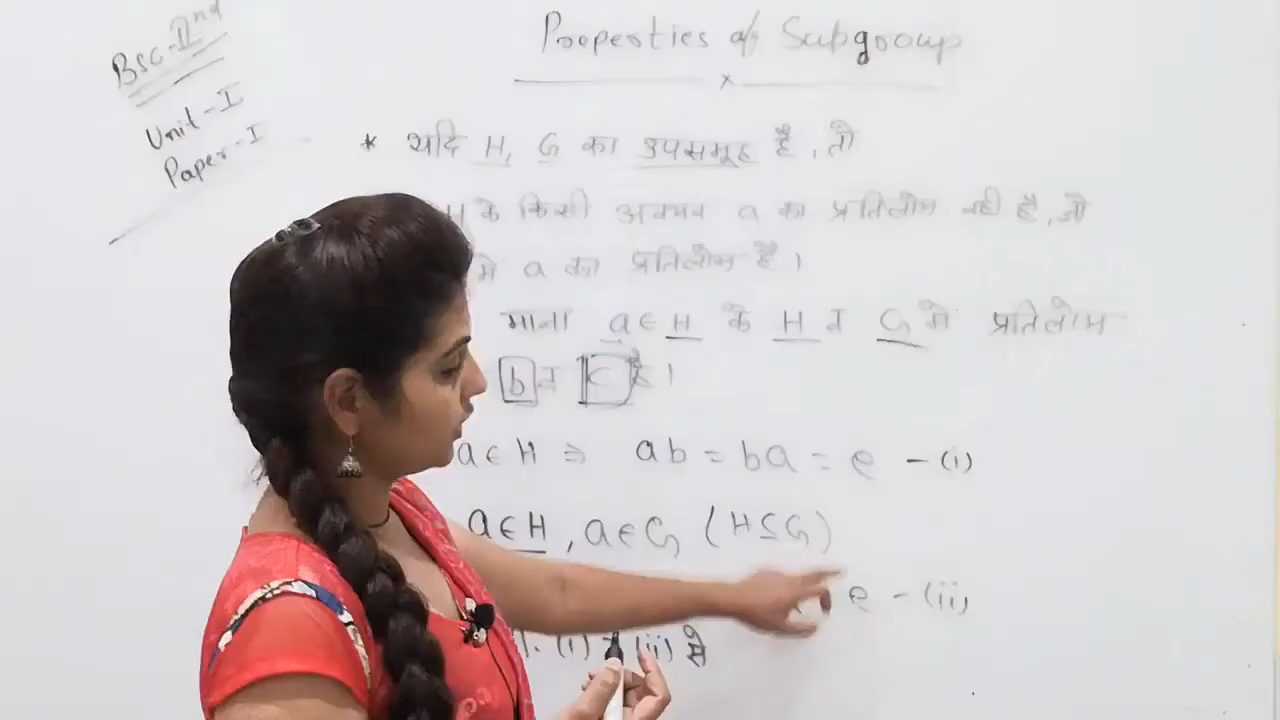 BSC-IInd
Unit-I
Paper-I
Properties of Subgroup
* यदि H, G का उपसमूह है, तो
H के किसी अवयव a का प्रतिलोम वही है, जो
मे a का प्रतिलोम है।
माना a∈H के H व G मे प्रतिलोम
b व c है।
a∈H ⇒ ab = ba = e -(i)
a∈H, a∈G (H⊆G)
e -(ii)
(i) - (ii) से